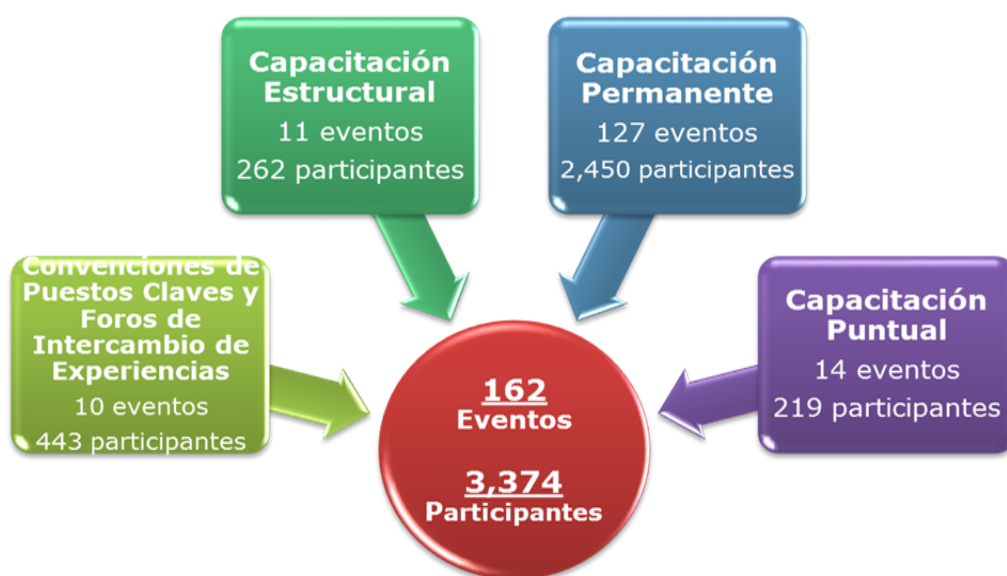 Capacitación
Estructural
11 eventos
262 participantes
Capacitación
Permanente
127 eventos
2,450 participantes
Convenciones de
Puestos Claves y
Foros de
Intercambio de
Experiencias
10 eventos
443 participantes
Capacitación
Puntual
14 eventos
219 participantes
162
Eventos
3,374
Participantes